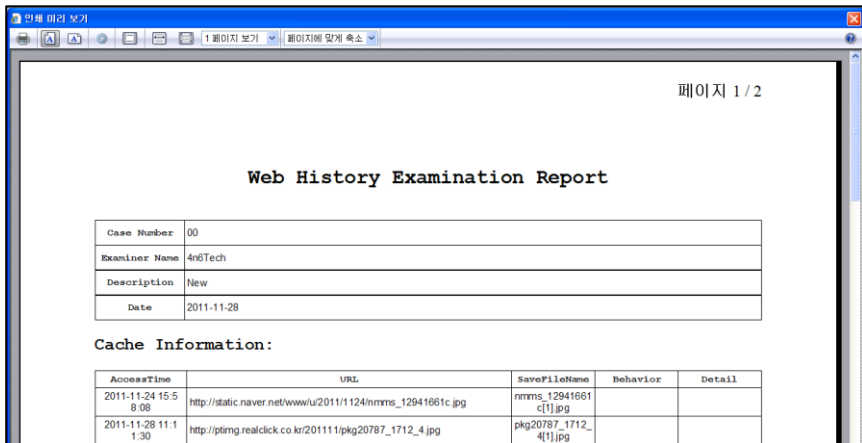 인쇄 미리 보기
1 페이지 보기 페이지에 맞게 축소
페이지 1 / 2
Web History Examination Report
Case Number 00
Examiner Name 4n6Tech
Description New
Date 2011-11-28
Cache Information:
AccessTime URL SaveFileName Behavior Detail
2011-11-24 15:5
8:08 http://static.naver.net/www/u/2011/1124/nmms_12941661c.jpg nmms_12941661
c[1].jpg
2011-11-28 11:1
1:30 http://ptimg.realclick.co.kr/201111/pkg20787_1712_4.jpg pkg20787_1712_
4[1].jpg